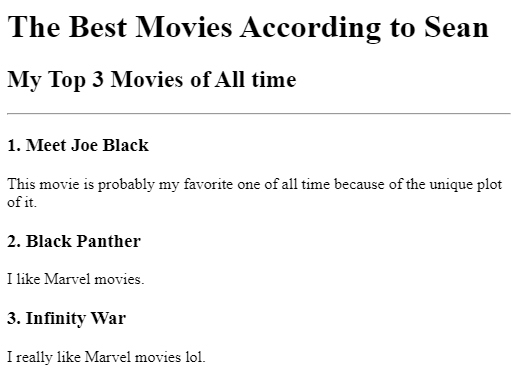 The Best Movies According to Sean
My Top 3 Movies of All time
1. Meet Joe Black
This movie is probably my favorite one of all time because of the unique plot
of it.
2. Black Panther
I like Marvel movies.
3. Infinity War
I really like Marvel movies lol.